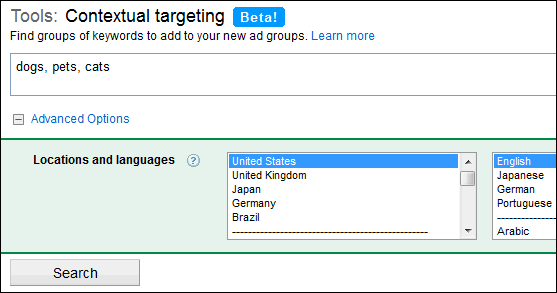 Tools: Contextual targeting Beta!
Find groups of keywords to add to your new ad groups. Learn more
dogs, pets, cats
Advanced Options
Locations and languages ?
United States
United Kingdom
Japan
Germany
Brazil
--------------------------------------------------
English
Japanese
German
Portuguese
----------------
Arabic
Search